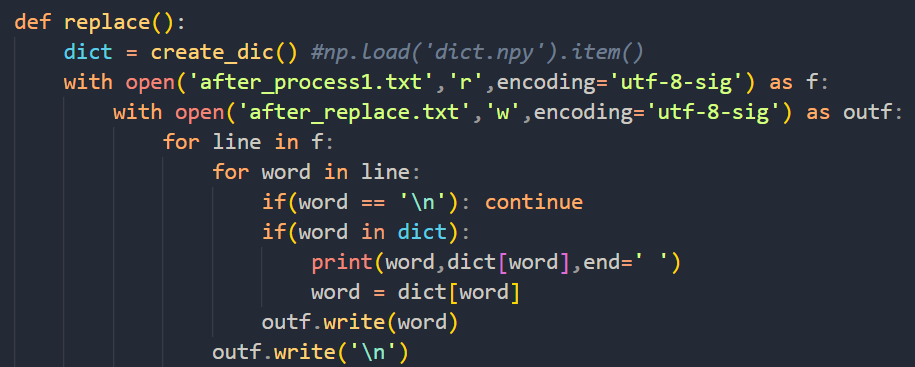 def replace():
    dict = create_dic() #np.load('dict.npy').item()
    with open('after_process1.txt','r',encoding='utf-8-sig') as f:
        with open('after_replace.txt','w',encoding='utf-8-sig') as outf:
            for line in f:
                for word in line:
                    if(word == '\n'): continue
                    if(word in dict):
                        print(word,dict[word],end=' ')
                        word = dict[word]
                    outf.write(word)
                outf.write('\n')